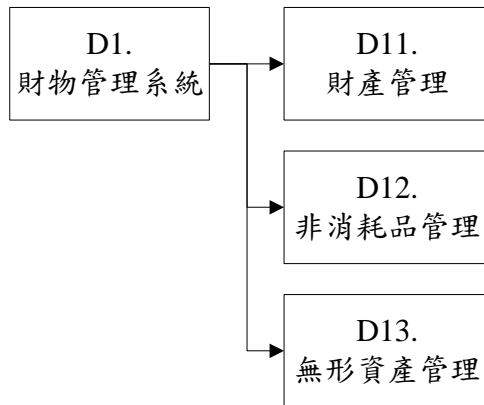 D1.
財物管理系統
D11.
財產管理
D12.
非消耗品管理
D13.
無形資產管理